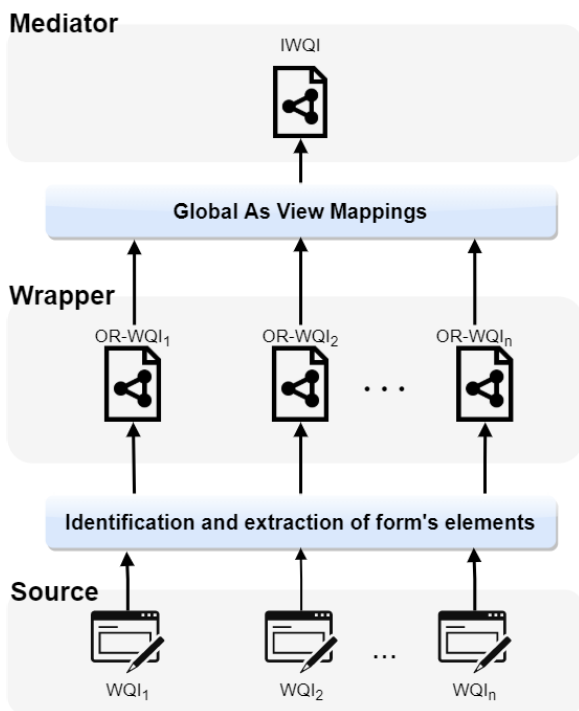 Mediator
IWQI
Global As View Mappings
Wrapper
OR-WQI₁
OR-WQI₂
OR-WQIₙ
. . .
Identification and extraction of form's elements
Source
...
WQI₁
WQI₂
WQIₙ